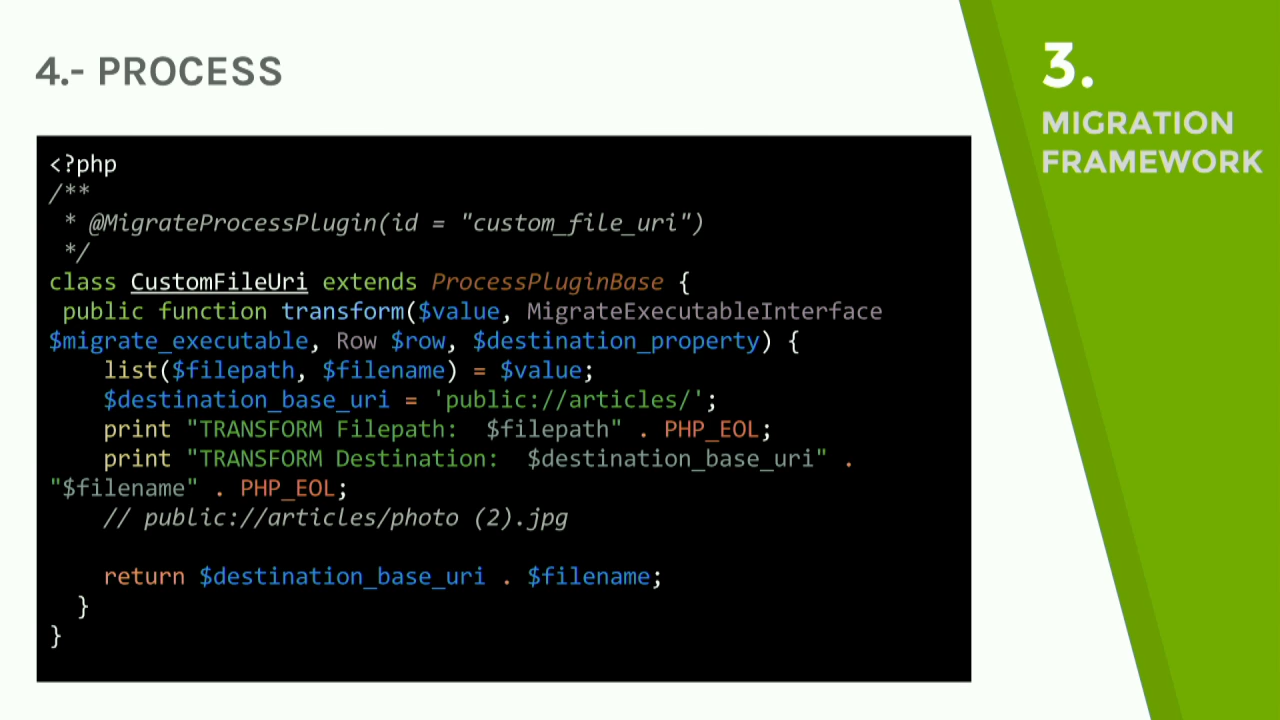 4.- PROCESS
3.
MIGRATION
FRAMEWORK
<?php
/**
 * @MigrateProcessPlugin(id = "custom_file_uri")
 */
class CustomFileUri extends ProcessPluginBase {
 public function transform($value, MigrateExecutableInterface
$migrate_executable, Row $row, $destination_property) {
    list($filepath, $filename) = $value;
    $destination_base_uri = 'public://articles/';
    print "TRANSFORM Filepath:  $filepath" . PHP_EOL;
    print "TRANSFORM Destination:  $destination_base_uri" .
"$filename" . PHP_EOL;
    // public://articles/photo (2).jpg
    return $destination_base_uri . $filename;
  }
}